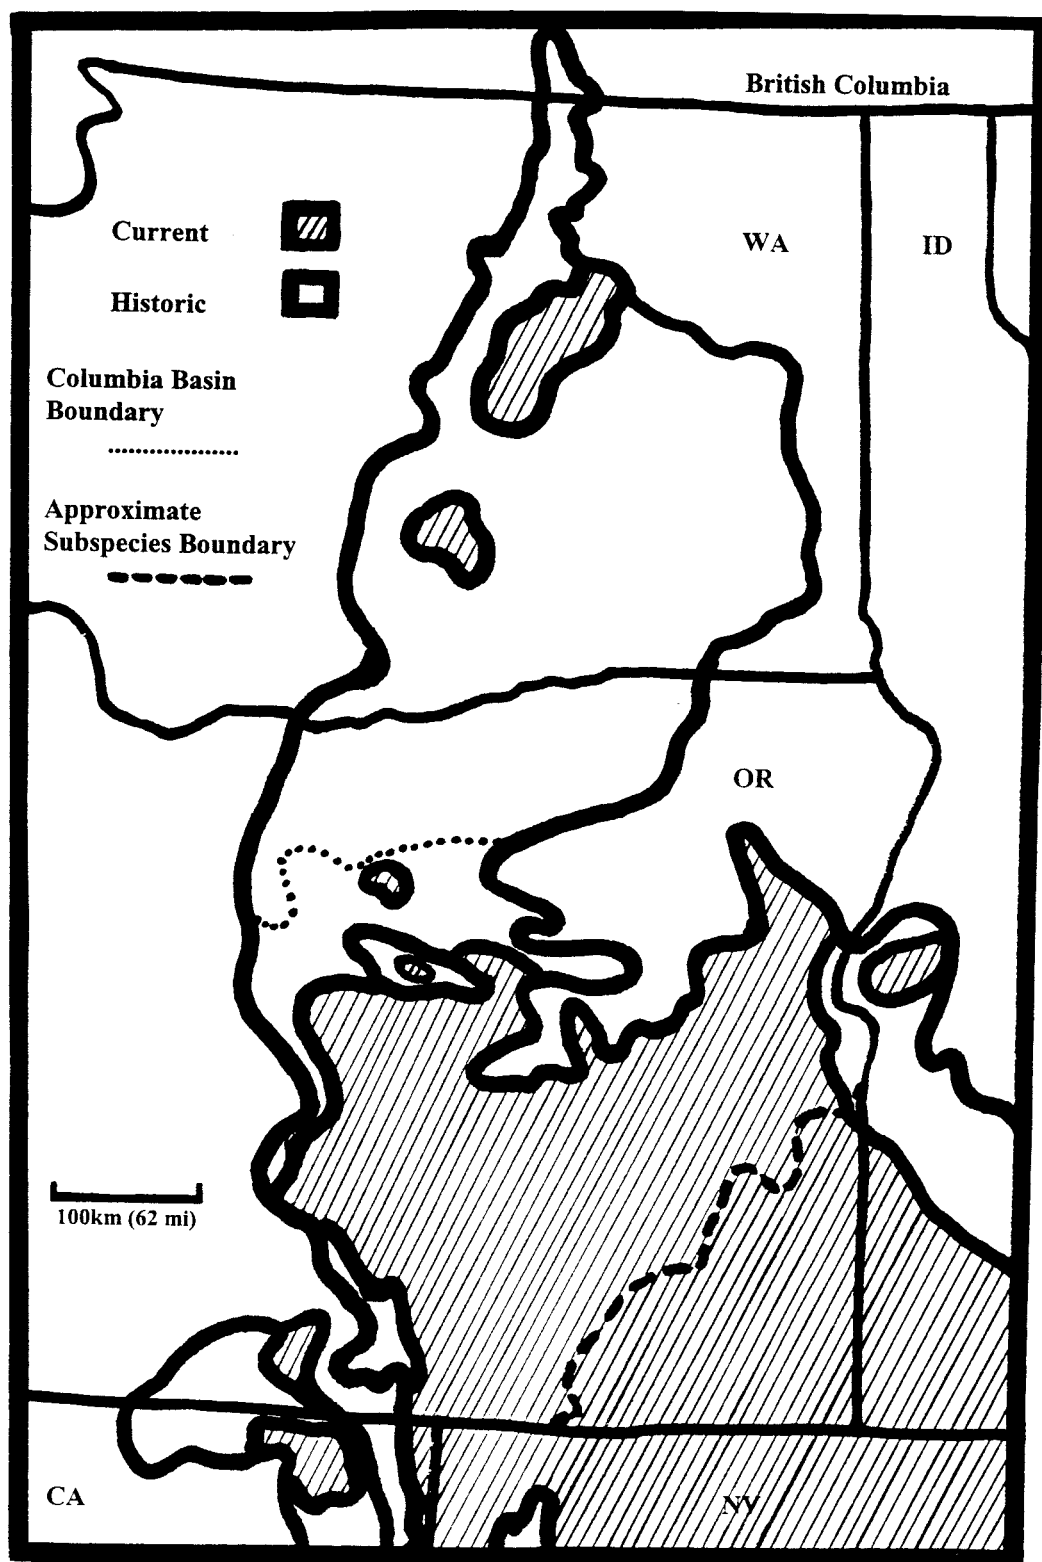 British Columbia
WA
ID
Current
Historic
Columbia Basin
Boundary
Approximate
Subspecies Boundary
OR
100km (62 mi)
CA
NV